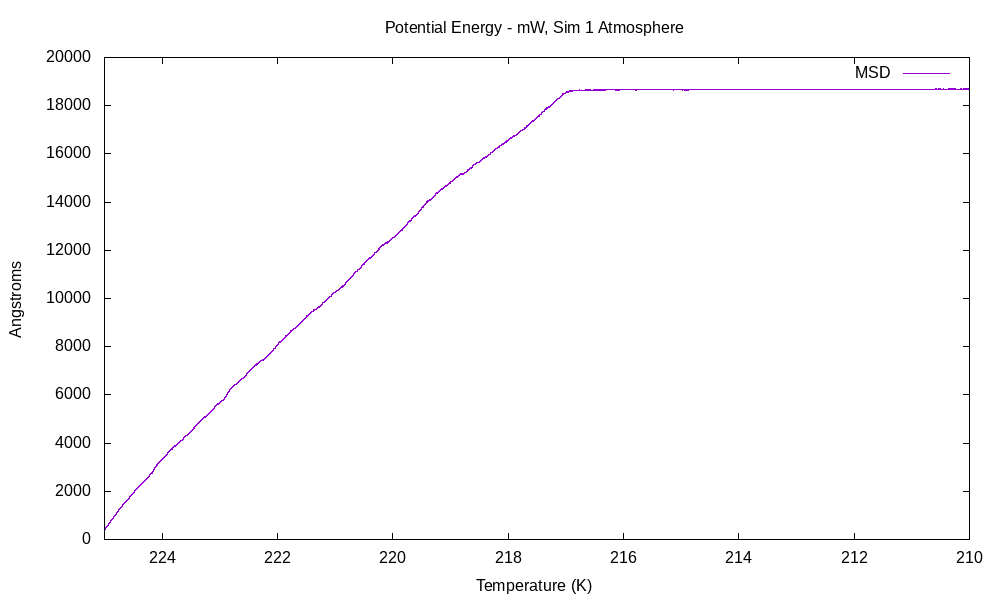 Potential Energy - mW, Sim 1 Atmosphere
MSD
20000
18000
16000
14000
12000
10000
8000
6000
4000
2000
0
Angstroms
224 222 220 218 216 214 212 210
Temperature (K)